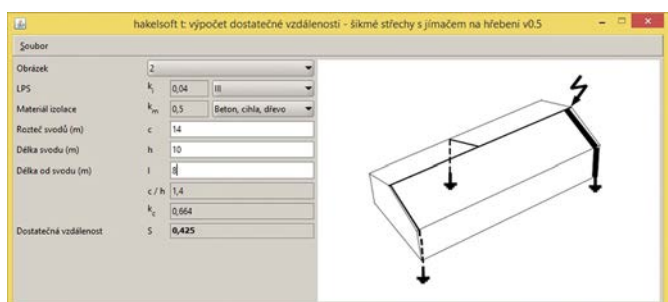 hakelsoft t: výpočet dostatečné vzdálenosti - šikmé střechy s jímačem na hřebeni v0.5
Soubor
Obrázek 2
LPS ki 0,04 III
Materiál izolace km 0,5 Beton, cihla, dřevo
Rozteč svodů (m) c 14
Délka svodu (m) h 10
Délka od svodu (m) l 8
c / h 1,4
kc 0,664
Dostatečná vzdálenost S 0,425